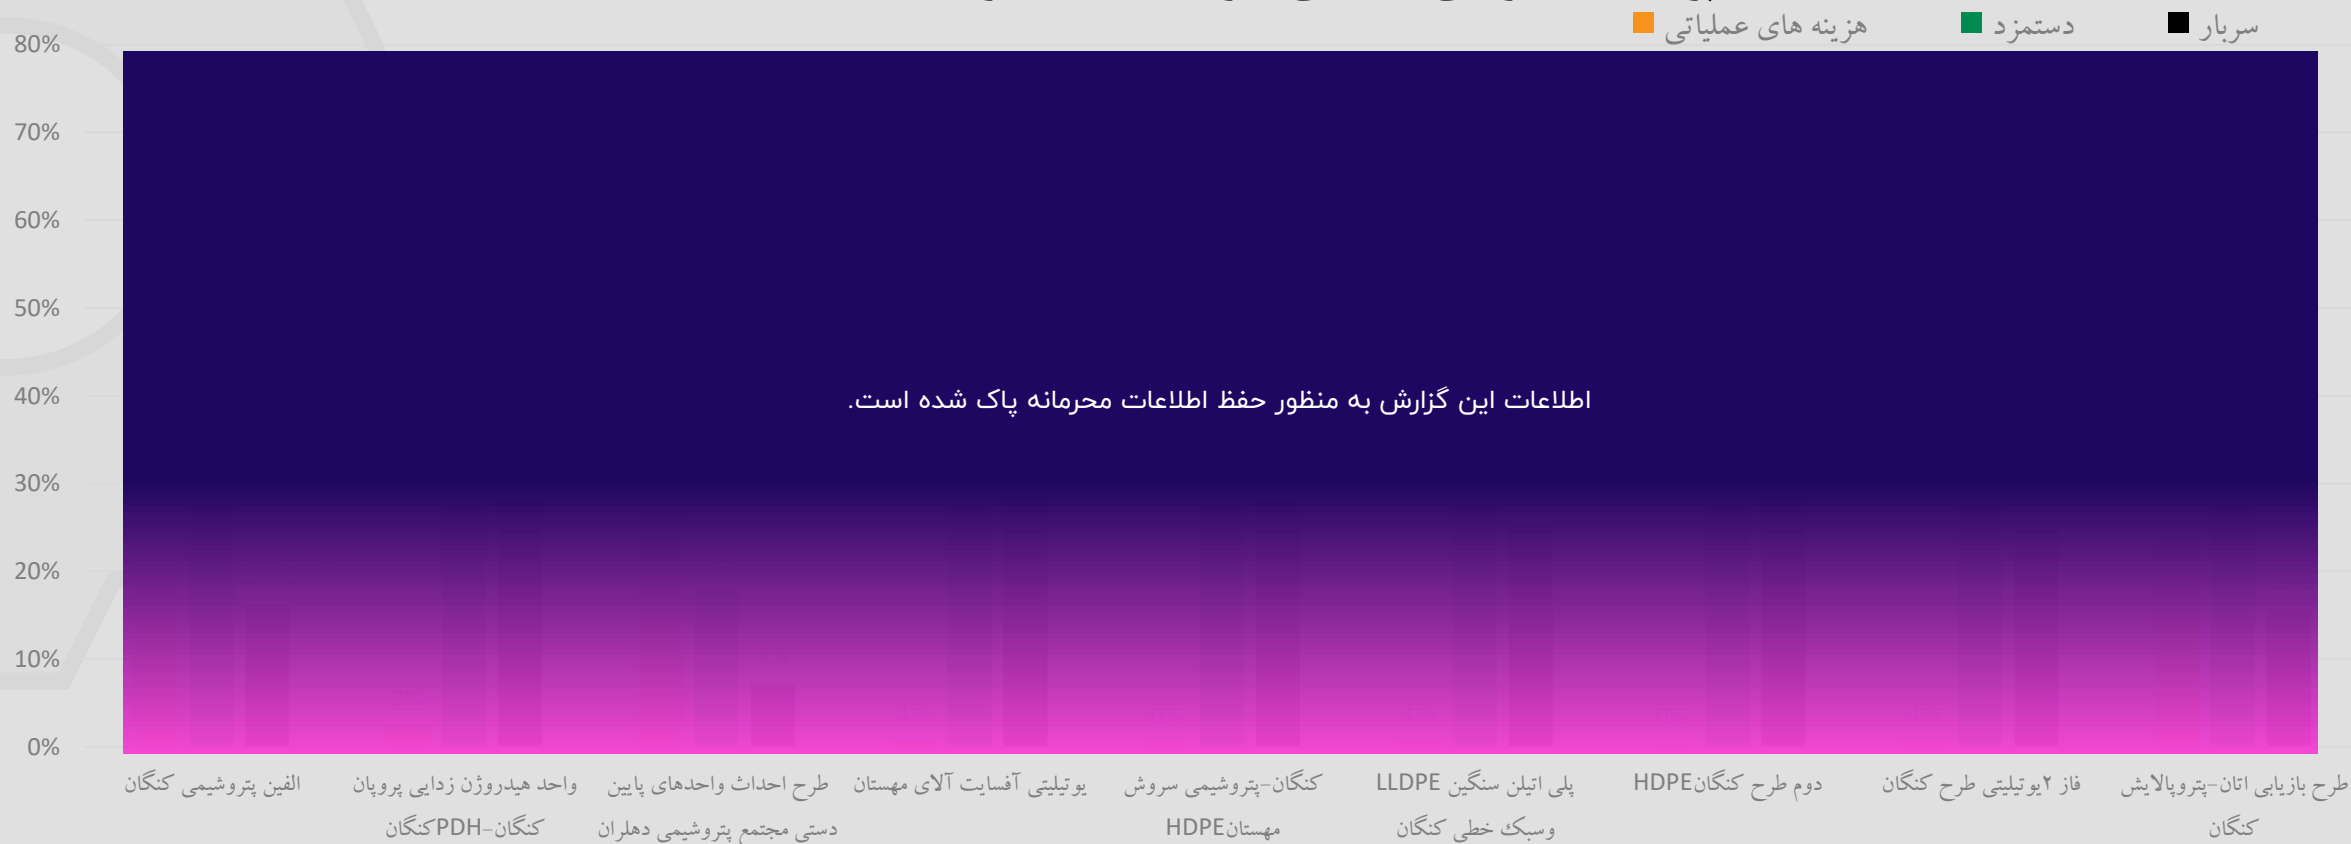 سربار
دستمزد
هزینه های عملیاتی
80%
70%
60%
50%
40%
30%
20%
10%
0%
اطلاعات این گزارش به منظور حفظ اطلاعات محرمانه پاک شده است.
الفین پتروشیمی کنگان
واحد هیدروژن زدایی پروپان
کنگان-PDHکنگان
طرح احداث واحدهای پایین
دستی مجتمع پتروشیمی دهلران
یوتیلیتی آفسایت آلای مهستان
کنگان-پتروشیمی سروش
مهستانHDPE
پلی اتیلن سنگین LLDPE
وسبک خطی کنگان
دوم طرح کنگانHDPE
فاز ۲یوتیلیتی طرح کنگان
طرح بازیابی اتان-پتروپالایش
کنگان